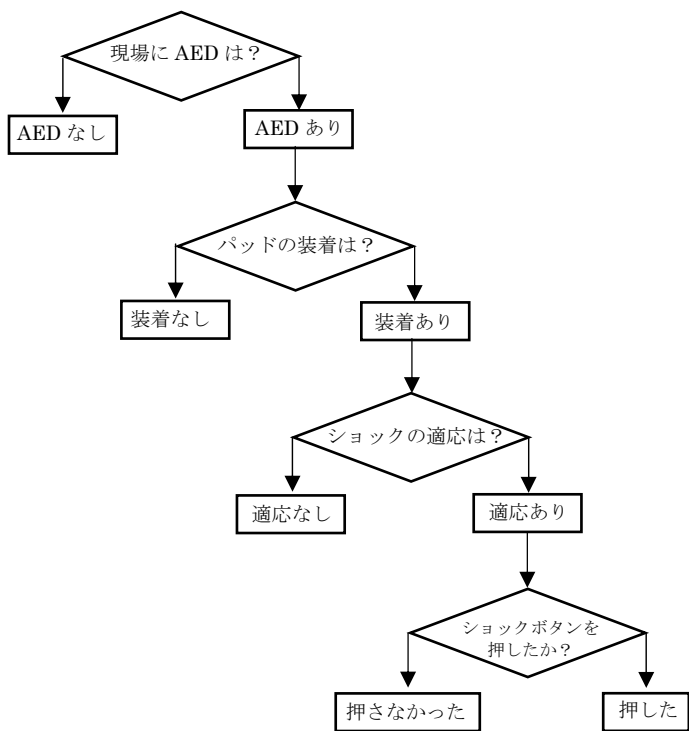 現場に AED は？
AED なし
AED あり
パッドの装着は？
装着なし
装着あり
ショックの適応は？
適応なし
適応あり
ショックボタンを
押したか？
押さなかった
押した